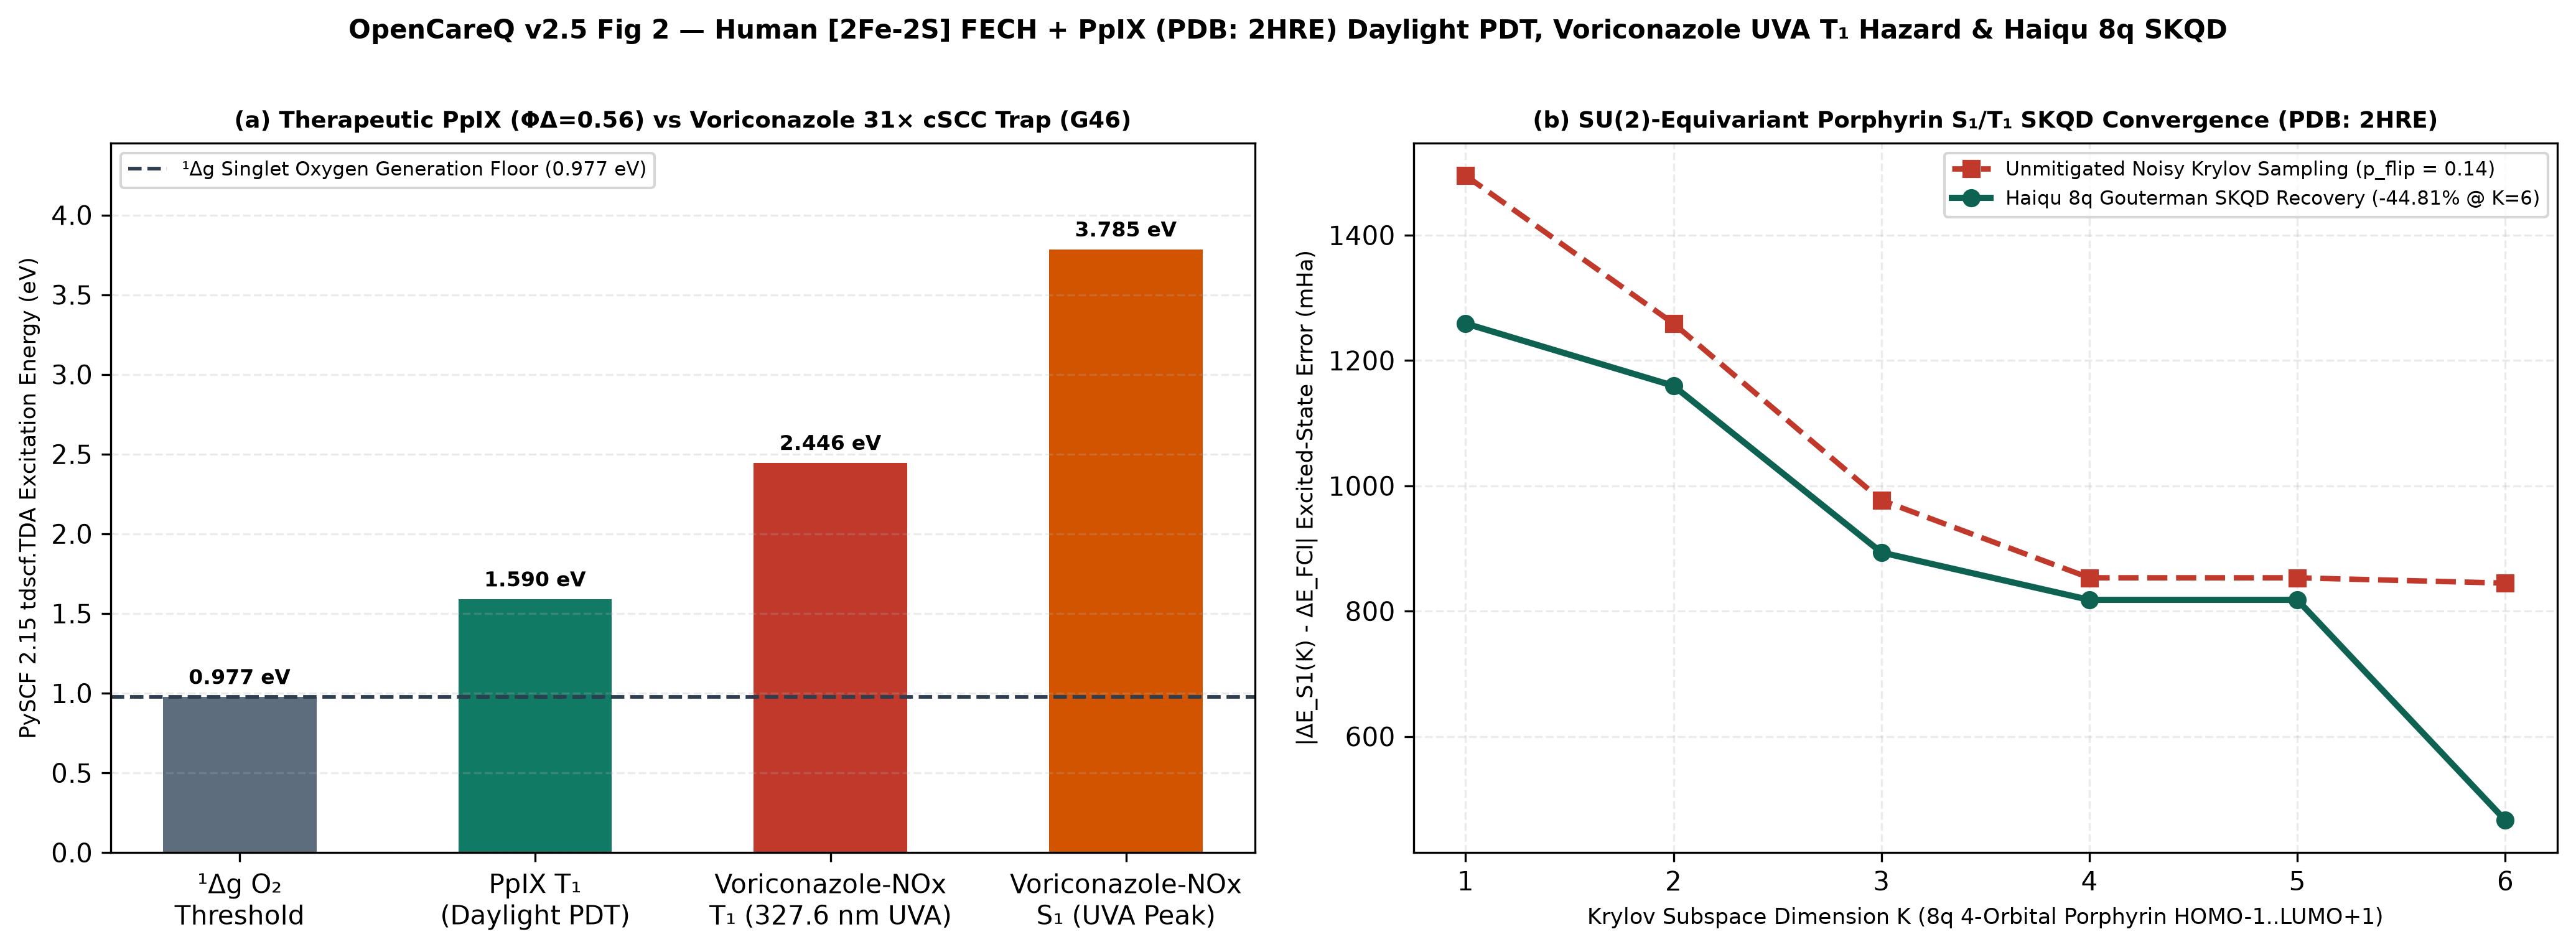 OpenCareQ v2.5 Fig 2 — Human [2Fe-2S] FECH + PpIX (PDB: 2HRE) Daylight PDT, Voriconazole UVA T₁ Hazard & Haiqu 8q SKQD
(a) Therapeutic PpIX (ΦΔ=0.56) vs Voriconazole 31× cSCC Trap (G46)
¹Δg Singlet Oxygen Generation Floor (0.977 eV)
PySCF 2.15 tdscf.TDA Excitation Energy (eV)
4.0
3.5
3.0
2.5
2.0
1.5
1.0
0.5
0.0
0.977 eV
1.590 eV
2.446 eV
3.785 eV
¹Δg O₂
Threshold
PpIX T₁
(Daylight PDT)
Voriconazole-NOx
T₁ (327.6 nm UVA)
Voriconazole-NOx
S₁ (UVA Peak)
(b) SU(2)-Equivariant Porphyrin S₁/T₁ SKQD Convergence (PDB: 2HRE)
Unmitigated Noisy Krylov Sampling (p_flip = 0.14)
Haiqu 8q Gouterman SKQD Recovery (-44.81% @ K=6)
|ΔE_S1(K) - ΔE_FCI| Excited-State Error (mHa)
1400
1200
1000
800
600
1 2 3 4 5 6
Krylov Subspace Dimension K (8q 4-Orbital Porphyrin HOMO-1..LUMO+1)